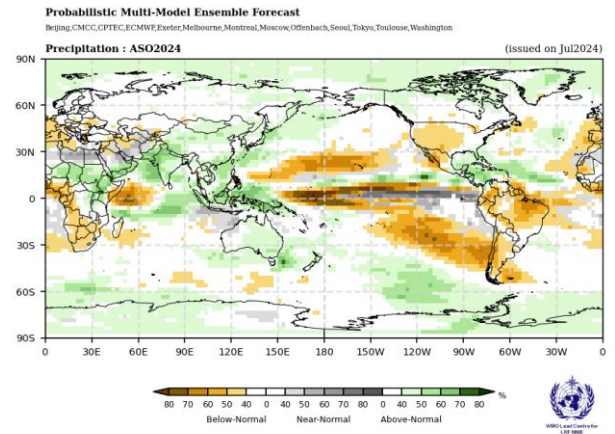 Probabilistic Multi-Model Ensemble Forecast
Beijing,CMCC,CPTEC,ECMWF,Exeter,Melbourne,Montreal,Moscow,Offenbach,Seoul,Tokyo,Toulouse,Washington
Precipitation : ASO2024 (issued on Jul2024)
90N
60N
30N
0
30S
60S
90S
0 30E 60E 90E 120E 150E 180 150W 120W 90W 60W 30W 0
80 70 60 50 40 0 40 50 60 70 80 0 40 50 60 70 80 %
Below-Normal Near-Normal Above-Normal
WMO Lead Centre for
LRFMME